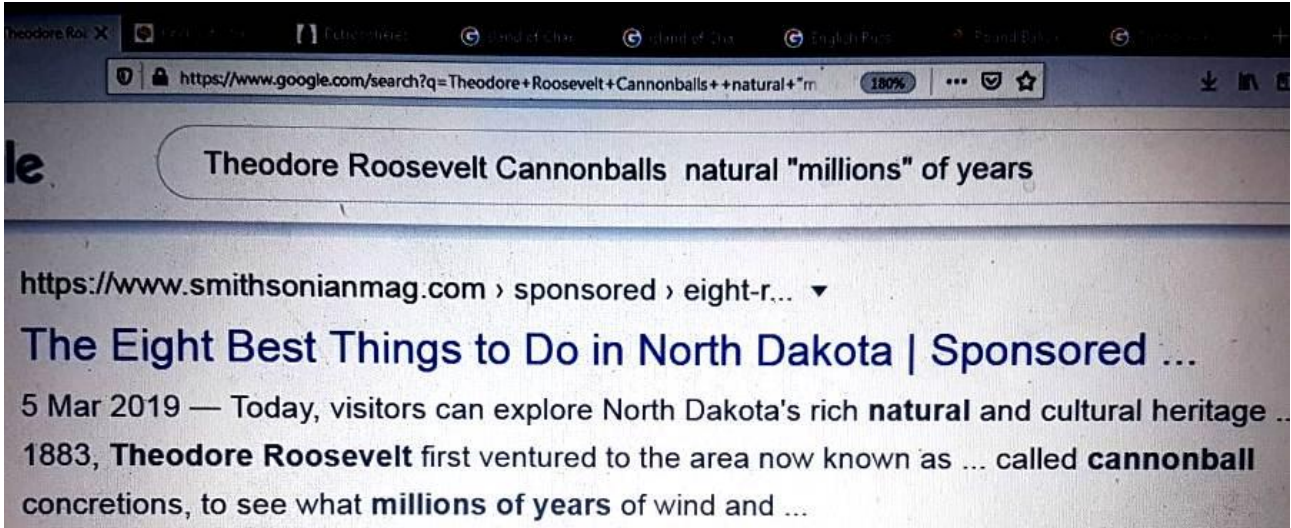 heodore Roo
https://www.google.com/search?q=Theodore+Roosevelt+Cannonballs++natural+"m
180%
le
Theodore Roosevelt Cannonballs natural "millions" of years
https://www.smithsonianmag.com › sponsored › eight-r...
The Eight Best Things to Do in North Dakota | Sponsored ...
5 Mar 2019 — Today, visitors can explore North Dakota's rich natural and cultural heritage ..
1883, Theodore Roosevelt first ventured to the area now known as ... called cannonball
concretions, to see what millions of years of wind and ...